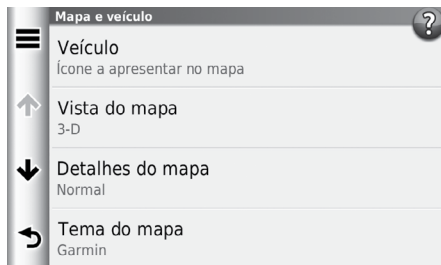 Mapa e veículo
?
Veículo
Ícone a apresentar no mapa
Vista do mapa
3-D
Detalhes do mapa
Normal
Tema do mapa
Garmin